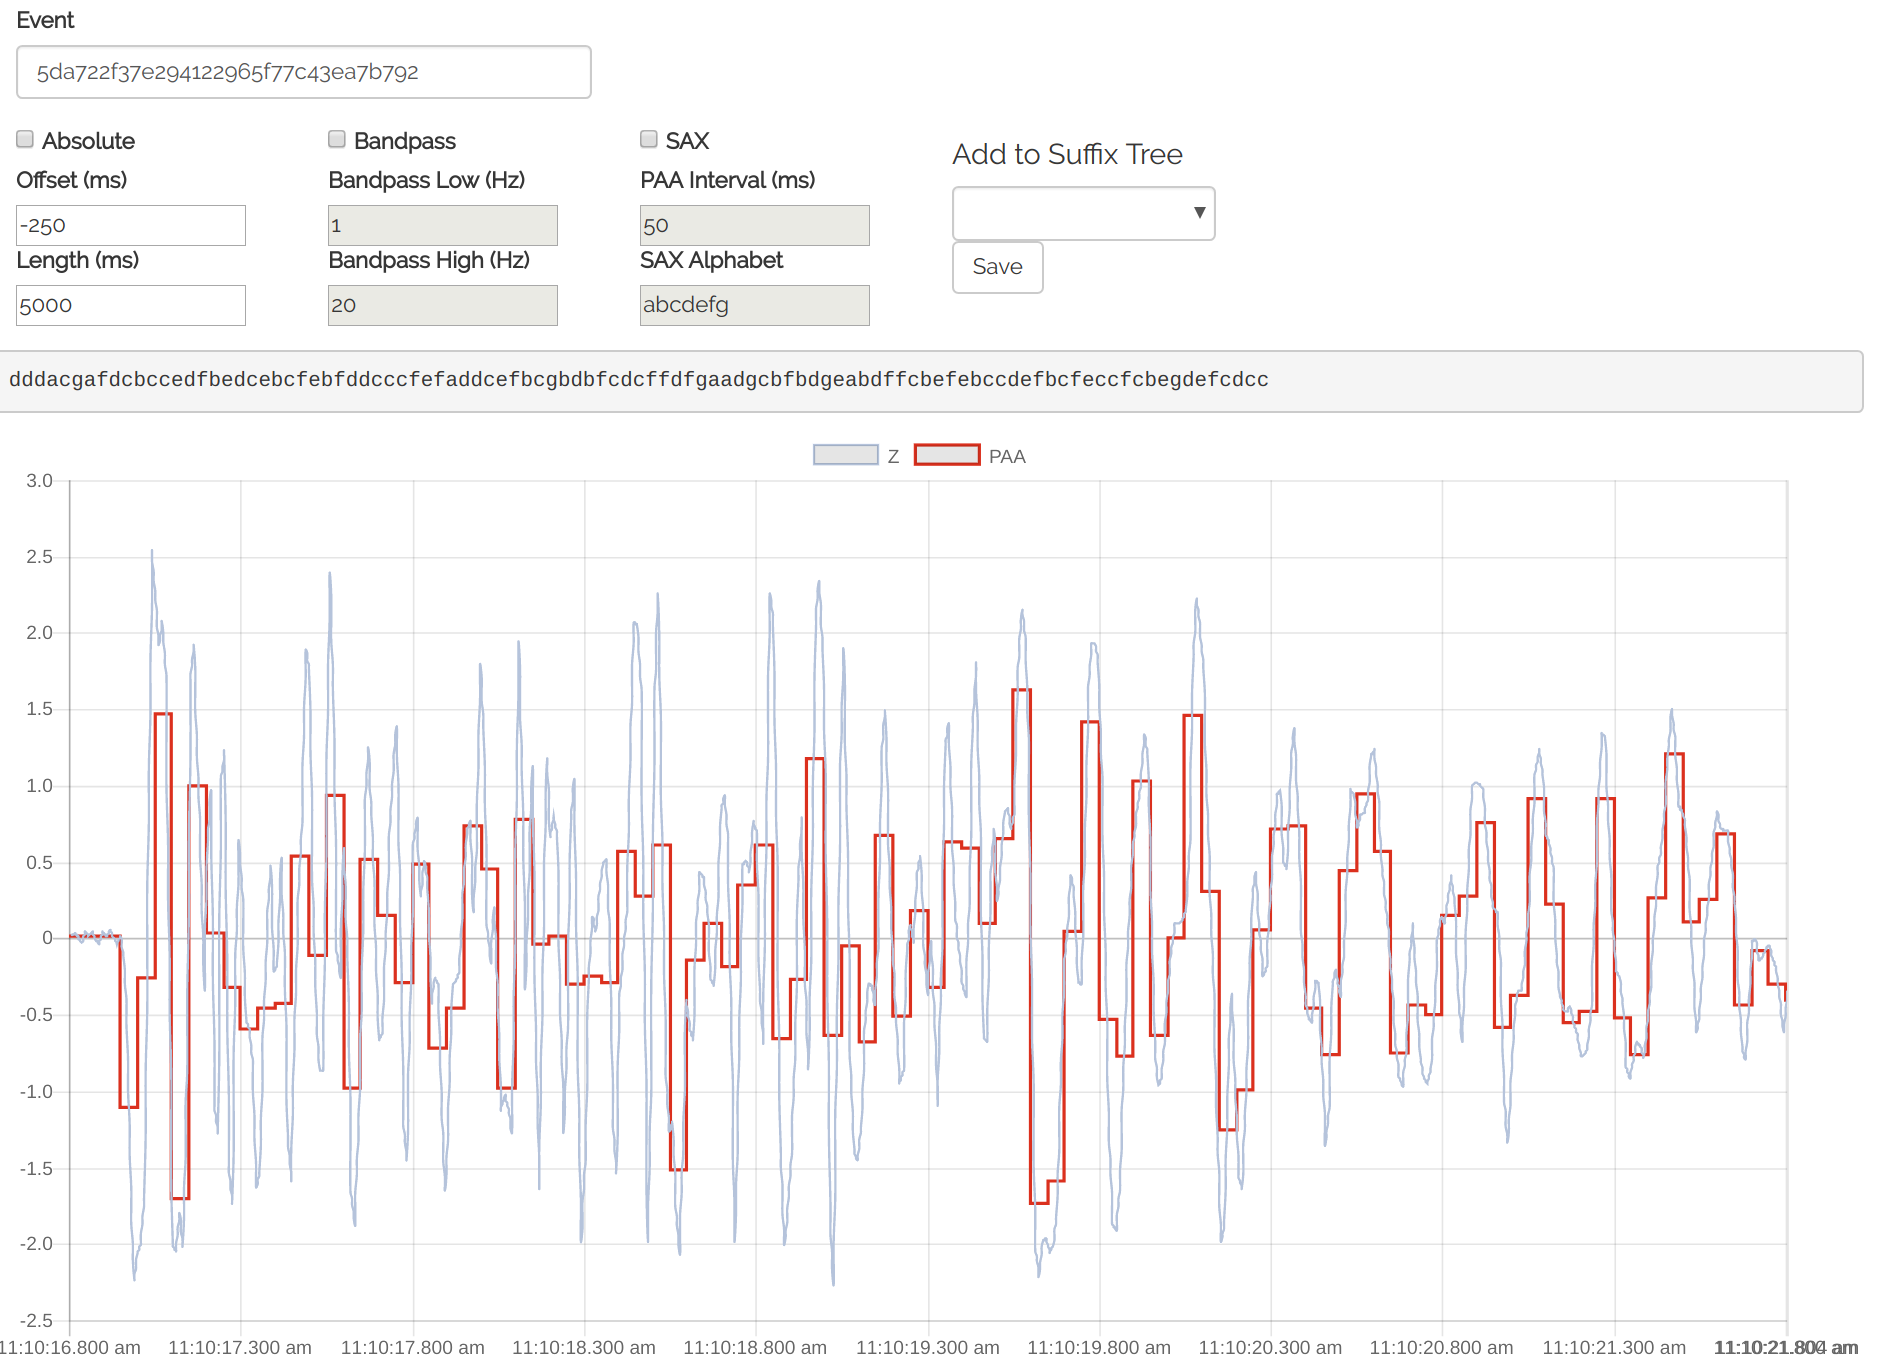 Event
5da722f37e294122965f77c43ea7b792
Absolute Bandpass SAX
Add to Suffix Tree
Offset (ms) Bandpass Low (Hz) PAA Interval (ms)
-250 1 50
Length (ms) Bandpass High (Hz) SAX Alphabet
Save
5000 20 abcdefg
dddacgafdcbccedfbedcebcfebfddcccfefaddcefbcgbdbfcdcffdfgaadgcbfbdgeabdffcbefebccdefbcfeccfcbegdefcdcc
Z PAA
3.0
2.5
2.0
1.5
1.0
0.5
0
-0.5
-1.0
-1.5
-2.0
-2.5
11:10:16.800 am 11:10:17.300 am 11:10:17.800 am 11:10:18.300 am 11:10:18.800 am 11:10:19.300 am 11:10:19.800 am 11:10:20.300 am 11:10:20.800 am 11:10:21.300 am